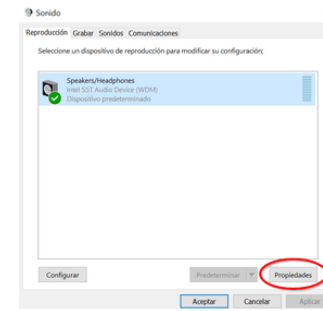 Sonido
Reproducción Grabar Sonidos Comunicaciones
Seleccione un dispositivo de reproducción para modificar su configuración:
Speakers/Headphones
Intel SST Audio Device (WDM)
Dispositivo predeterminado
Configurar Predeterminar Propiedades
Aceptar Cancelar Aplicar